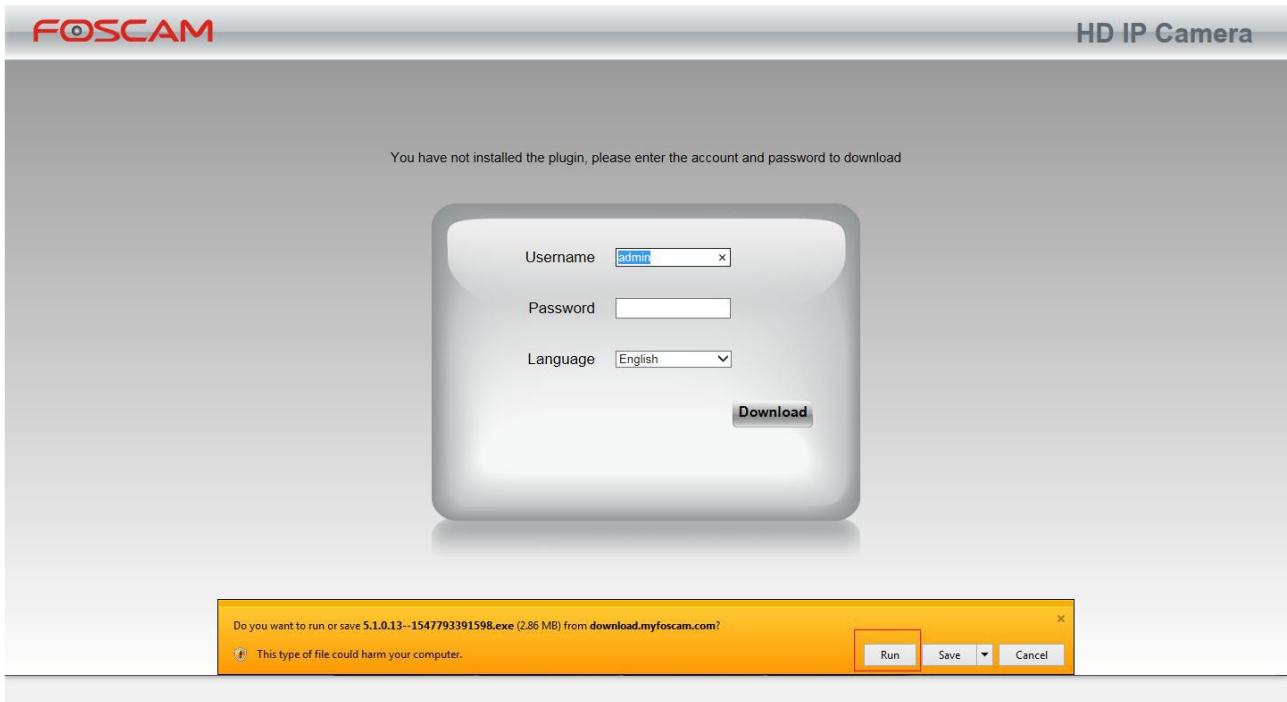 FOSCAM
HD IP Camera
You have not installed the plugin, please enter the account and password to download
Username admin ×
Password
Language English
Download
Do you want to run or save 5.1.0.13--1547793391598.exe (2.86 MB) from download.myfoscam.com? ×
This type of file could harm your computer.
Run Save Cancel